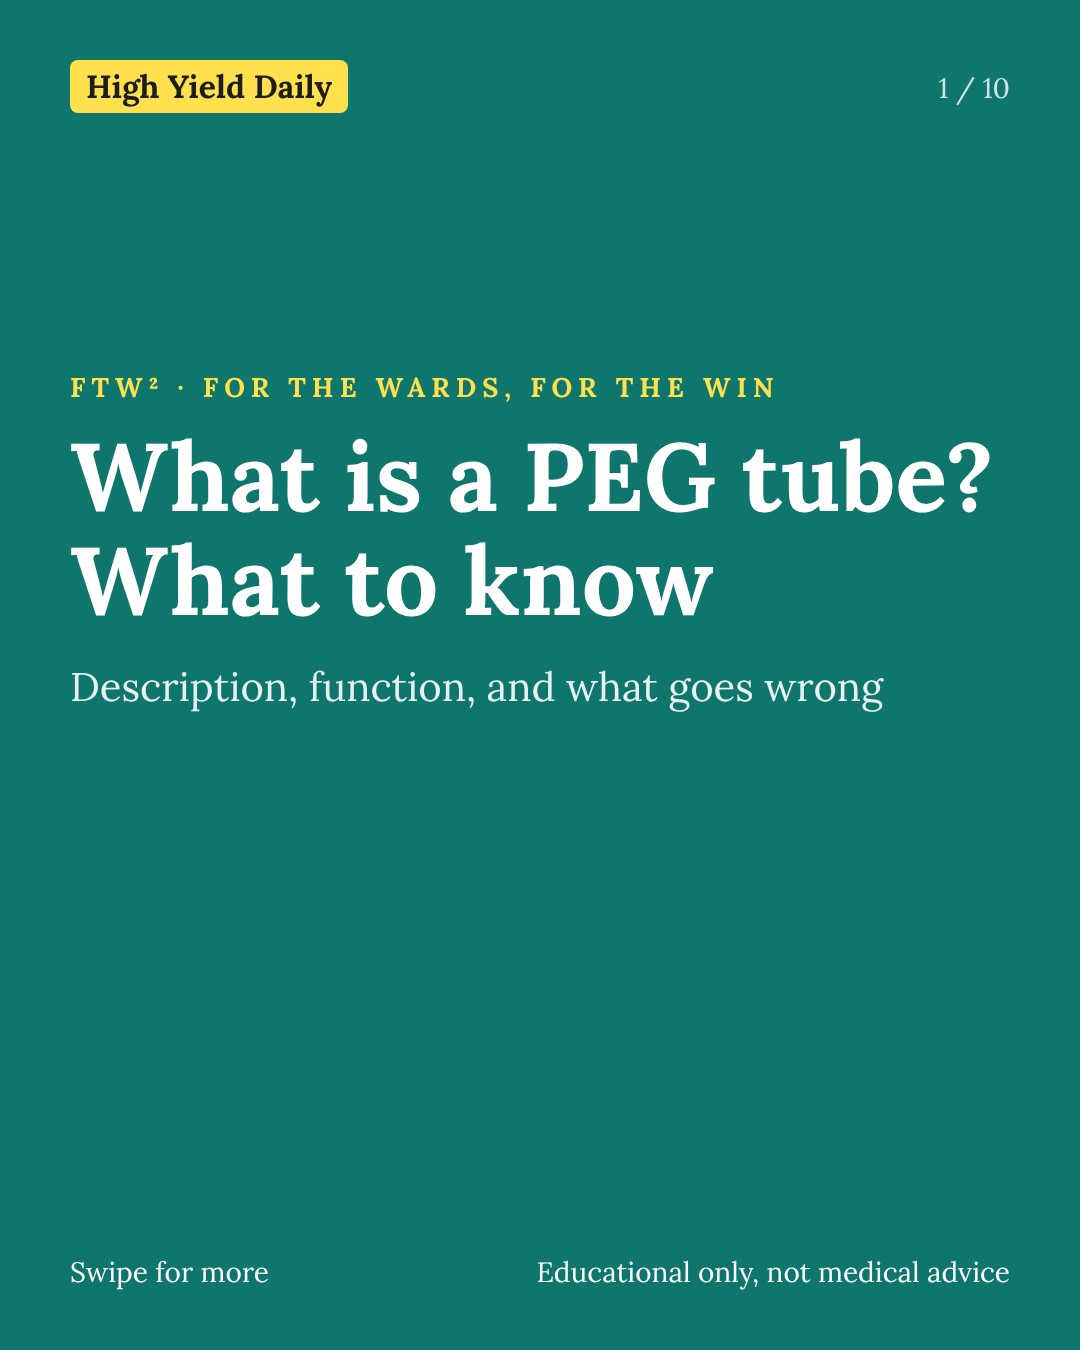 High Yield Daily
1 / 10
FTW² · FOR THE WARDS, FOR THE WIN
What is a PEG tube?
What to know
Description, function, and what goes wrong
Swipe for more
Educational only, not medical advice